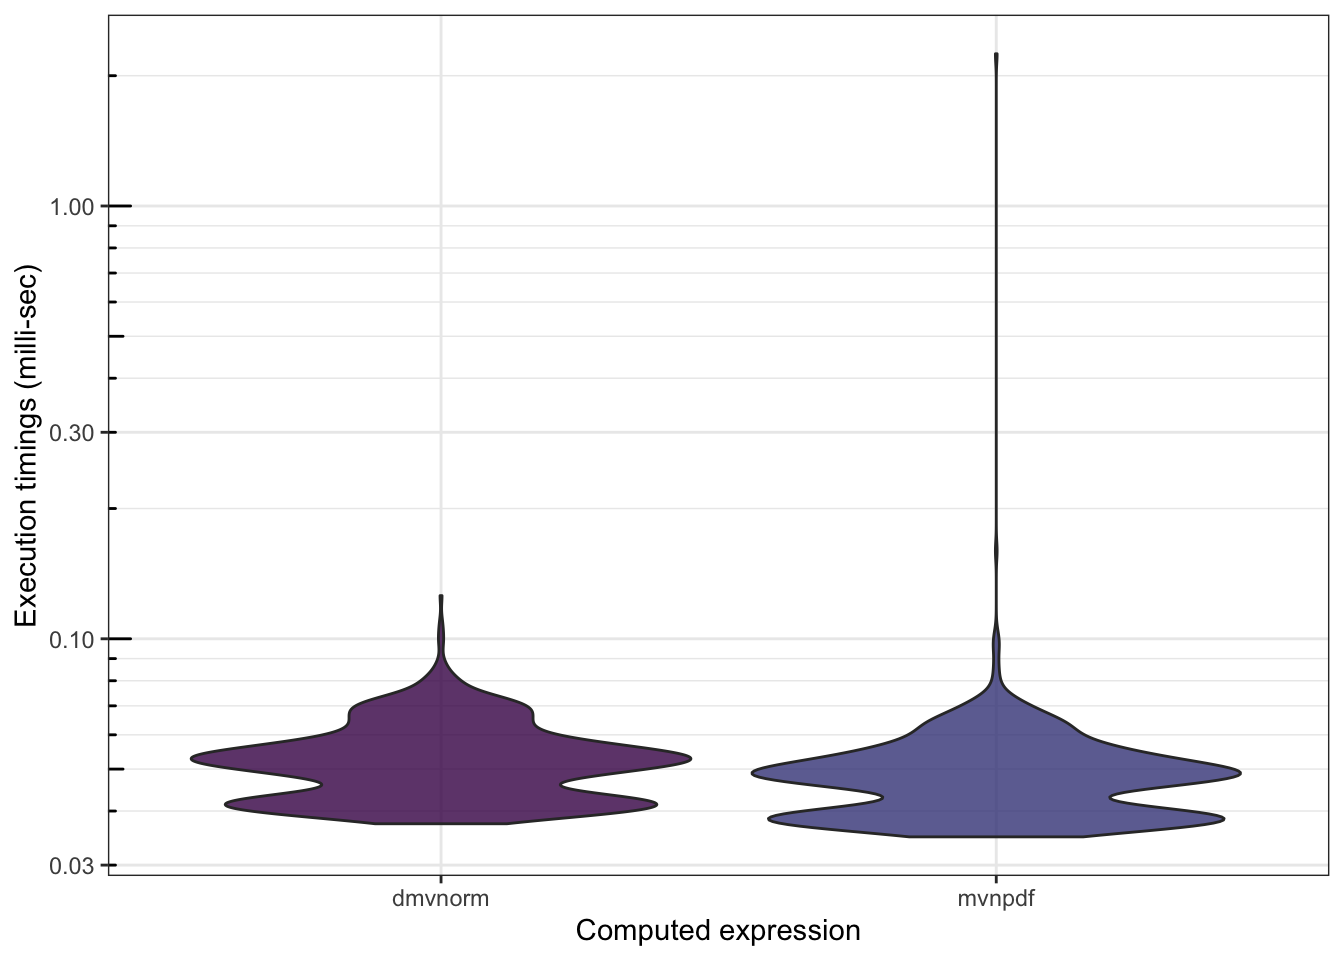 Execution timings (milli-sec)
1.00
0.30
0.10
0.03
dmvnorm
mvnpdf
Computed expression